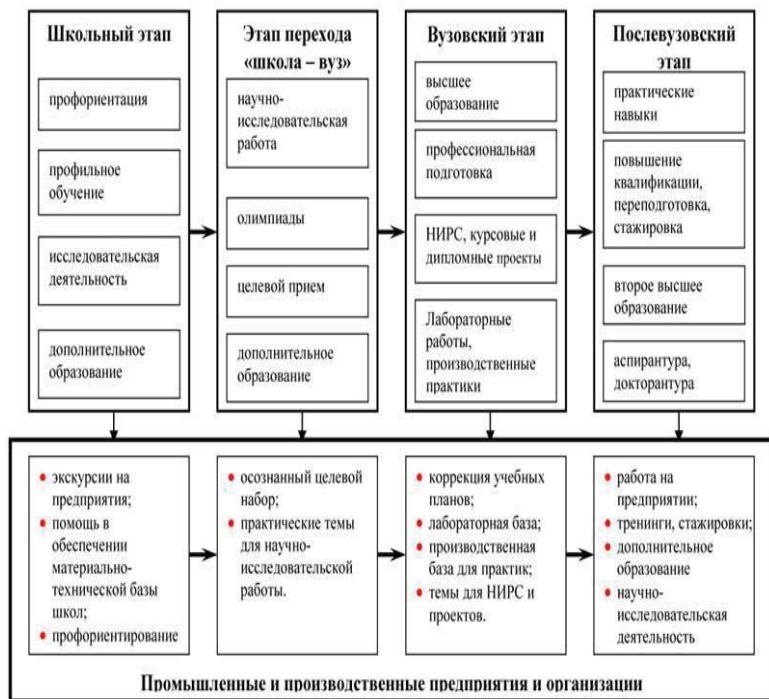 Школьный этап
профориентация
профильное
обучение
исследовательская
деятельность
дополнительное
образование
Этап перехода
«школа – вуз»
научно-
исследовательская
работа
олимпиады
целевой прием
дополнительное
образование
Вузовский этап
высшее
образование
профессиональная
подготовка
НИРС, курсовые и
дипломные проекты
Лабораторные
работы,
производственные
практики
Послевузовский
этап
практические
навыки
повышение
квалификации,
переподготовка,
стажировка
второе высшее
образование
аспирантура,
докторантура
• экскурсии на
предприятия;
• помощь в
обеспечении
материально-
технической базы
школ;
• профориентирование
• осознанный целевой
набор;
• практические темы
для научно-
исследовательской
работы.
• коррекция учебных
планов;
• лабораторная база;
• производственная
база для практик;
• темы для НИРС и
проектов.
• работа на
предприятии;
• тренинги, стажировки;
• дополнительное
образование
• научно-
исследовательская
деятельность
Промышленные и производственные предприятия и организации